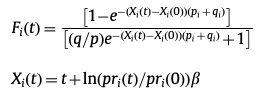 F_i(t) = [1−e^{−(X_i(t)−X_i(0))(p_i+q_i)}] / [(q/p)e^{−(X_i(t)−X_i(0))(p_i+q_i)}+1]
X_i(t) = t+ln(pr_i(t)/pr_i(0))β